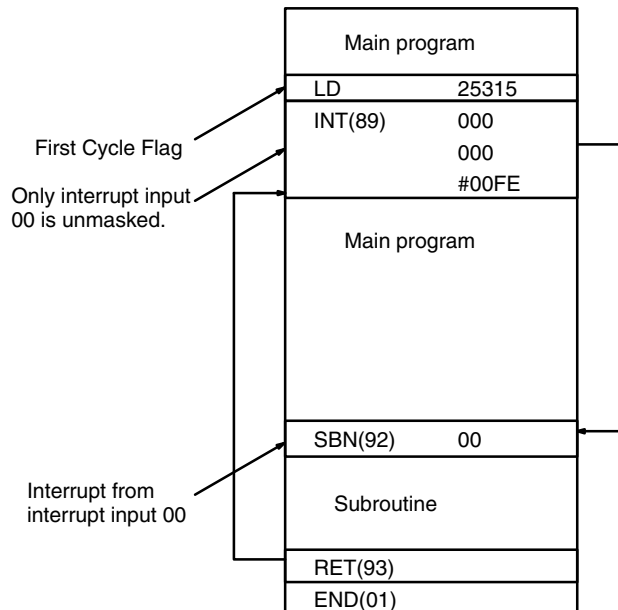 Main program
LD 25315
INT(89) 000
First Cycle Flag
000
Only interrupt input
00 is unmasked.
#00FE
Main program
SBN(92) 00
Interrupt from
interrupt input 00
Subroutine
RET(93)
END(01)